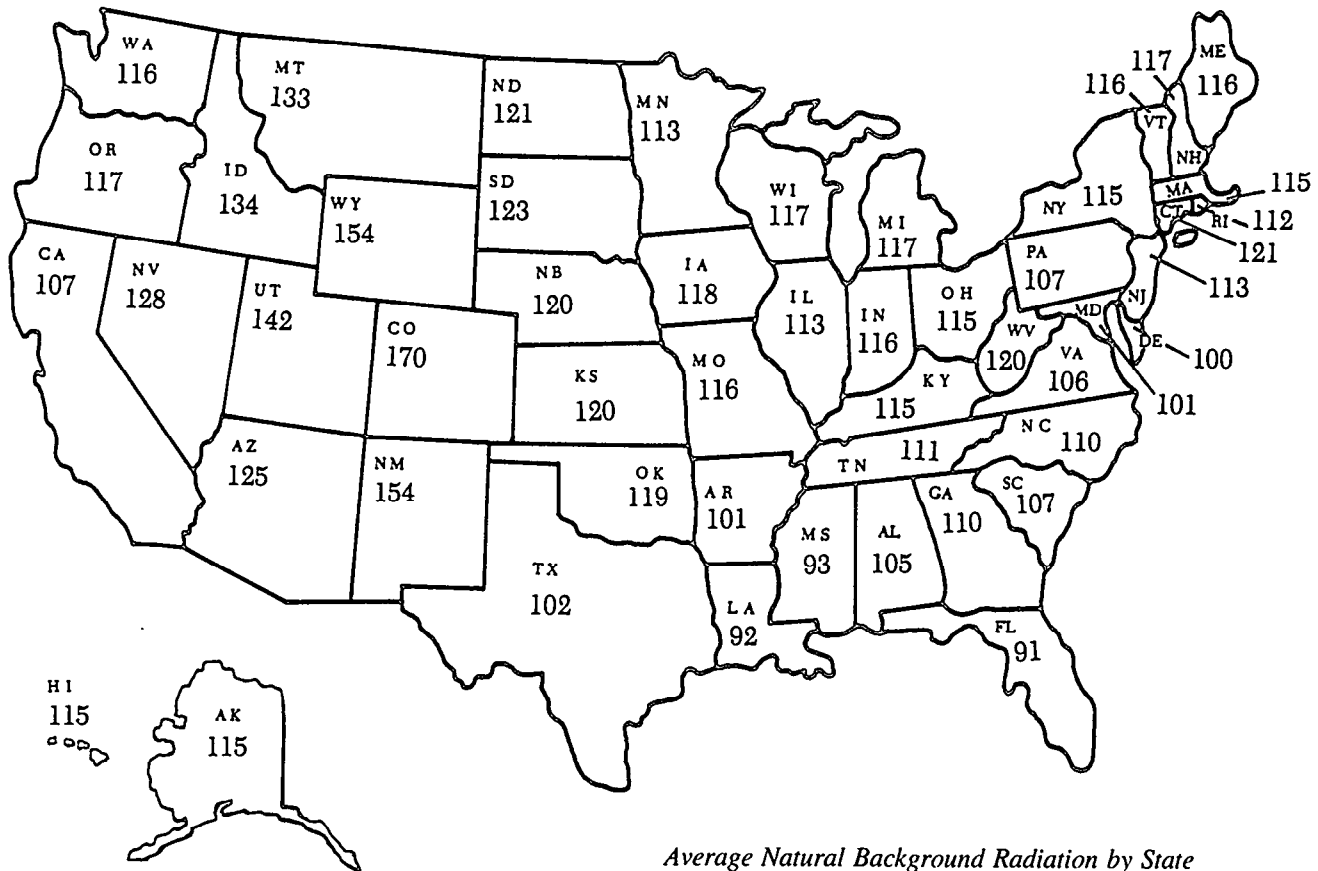 WA
116
MT
133
ND
121
MN
113
117
116
ME
116
VT
NH
OR
117
ID
134
WY
154
SD
123
WI
117
MI
117
NY 115
MA
115
CT
RI
112
121
CA
107
NV
128
UT
142
CO
170
NB
120
IA
118
IL
113
IN
116
OH
115
PA
107
NJ
113
MD
DE
100
101
WV
120
VA
106
KS
120
MO
116
KY
115
AZ
125
NM
154
OK
119
AR
101
TN
111
NC
110
SC
107
GA
110
MS
93
AL
105
TX
102
LA
92
FL
91
HI
115
AK
115
Average Natural Background Radiation by State